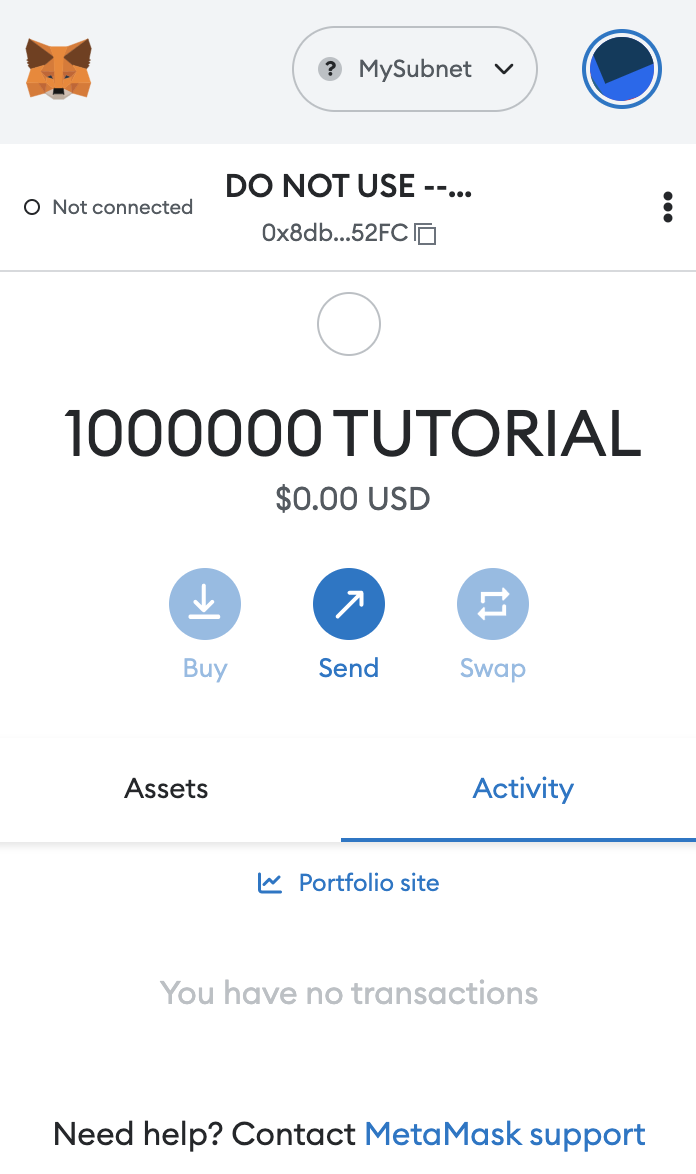 ? MySubnet
Not connected
DO NOT USE --...
0x8db...52FC
1000000 TUTORIAL
$0.00 USD
Buy
Send
Swap
Assets
Activity
Portfolio site
You have no transactions
Need help? Contact MetaMask support